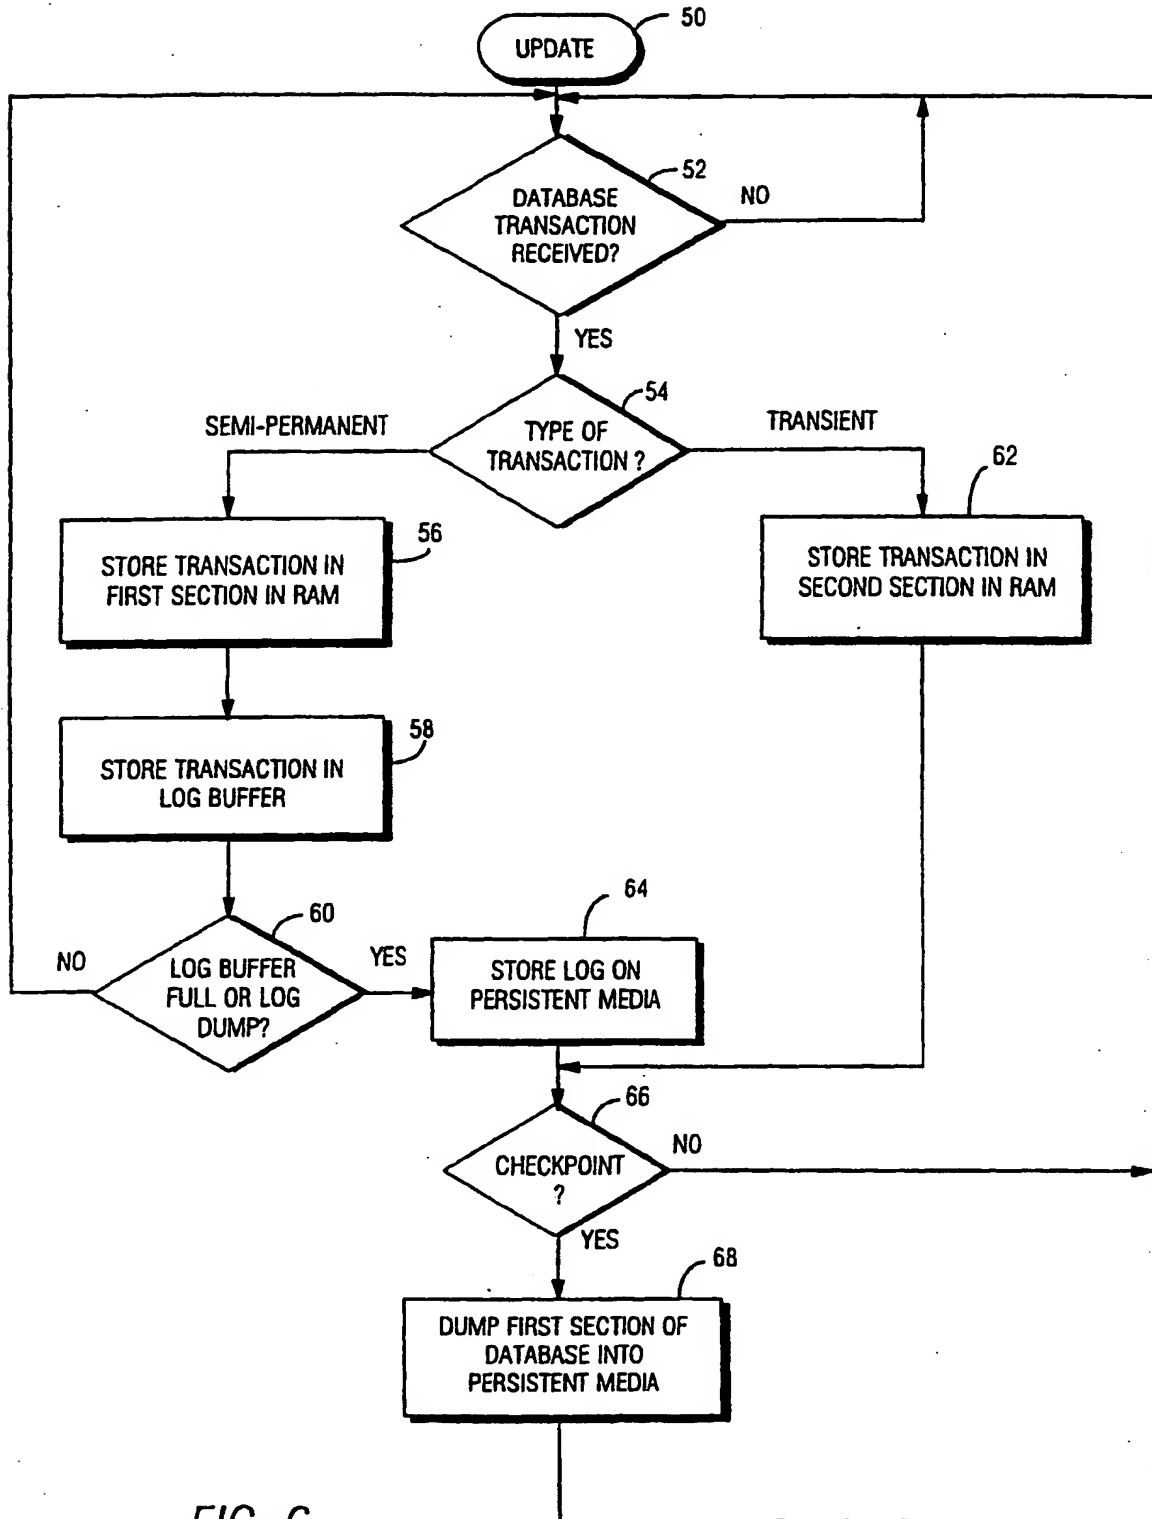 50
UPDATE
52
DATABASE
TRANSACTION
RECEIVED?
NO
YES
54
SEMI-PERMANENT
TYPE OF
TRANSACTION ?
TRANSIENT
62
56
STORE TRANSACTION IN
FIRST SECTION IN RAM
STORE TRANSACTION IN
SECOND SECTION IN RAM
58
STORE TRANSACTION IN
LOG BUFFER
60
64
NO
LOG BUFFER
FULL OR LOG
DUMP?
YES
STORE LOG ON
PERSISTENT MEDIA
66
CHECKPOINT
?
NO
YES
68
DUMP FIRST SECTION OF
DATABASE INTO
PERSISTENT MEDIA